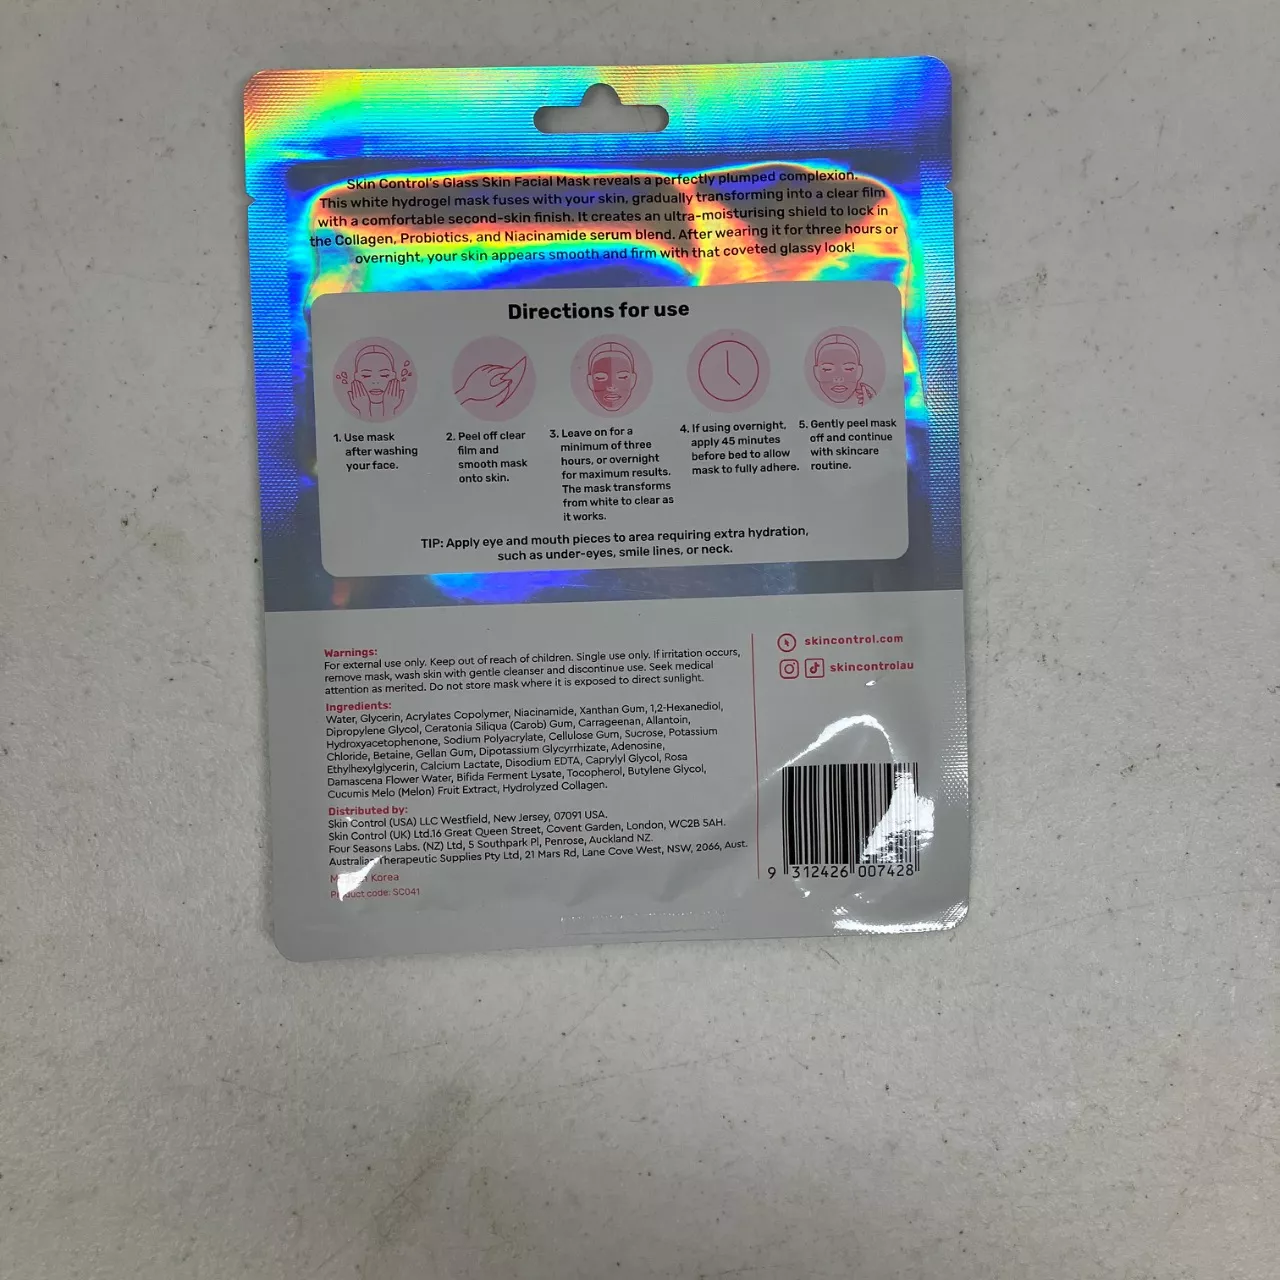 Skin Control's Glass Skin Facial Mask reveals a perfectly plumped complexion.
This white hydrogel mask fuses with your skin, gradually transforming into a clear film
with a comfortable second-skin finish. It creates an ultra-moisturising shield to lock in
the Collagen, Probiotics, and Niacinamide serum blend. After wearing it for three hours or
overnight, your skin appears smooth and firm with that coveted glassy look!
Directions for use
1. Use mask
after washing
your face.
2. Peel off clear
film and
smooth mask
onto skin.
3. Leave on for a
minimum of three
hours, or overnight
for maximum results.
The mask transforms
from white to clear as
it works.
4. If using overnight,
apply 45 minutes
before bed to allow
mask to fully adhere.
5. Gently peel mask
off and continue
with skincare
routine.
TIP: Apply eye and mouth pieces to area requiring extra hydration,
such as under-eyes, smile lines, or neck.
Warnings:
For external use only. Keep out of reach of children. Single use only. If irritation occurs,
remove mask, wash skin with gentle cleanser and discontinue use. Seek medical
attention as merited. Do not store mask where it is exposed to direct sunlight.
Ingredients:
Water, Glycerin, Acrylates Copolymer, Niacinamide, Xanthan Gum, 1,2-Hexanediol,
Dipropylene Glycol, Ceratonia Siliqua (Carob) Gum, Carrageenan, Allantoin,
Hydroxyacetophenone, Sodium Polyacrylate, Cellulose Gum, Sucrose, Potassium
Chloride, Betaine, Gellan Gum, Dipotassium Glycyrrhizate, Adenosine,
Ethylhexylglycerin, Calcium Lactate, Disodium EDTA, Caprylyl Glycol, Rosa
Damascena Flower Water, Bifida Ferment Lysate, Tocopherol, Butylene Glycol,
Cucumis Melo (Melon) Fruit Extract, Hydrolyzed Collagen.
Distributed by:
Skin Control (USA) LLC Westfield, New Jersey, 07091 USA.
Skin Control (UK) Ltd.16 Great Queen Street, Covent Garden, London, WC2B 5AH.
Four Seasons Labs. (NZ) Ltd, 5 Southpark Pl, Penrose, Auckland NZ.
Australian Therapeutic Supplies Pty Ltd, 21 Mars Rd, Lane Cove West, NSW, 2066, Aust.
Korea
Product code: SC041
skincontrol.com
skincontrolau
9 312426 007428